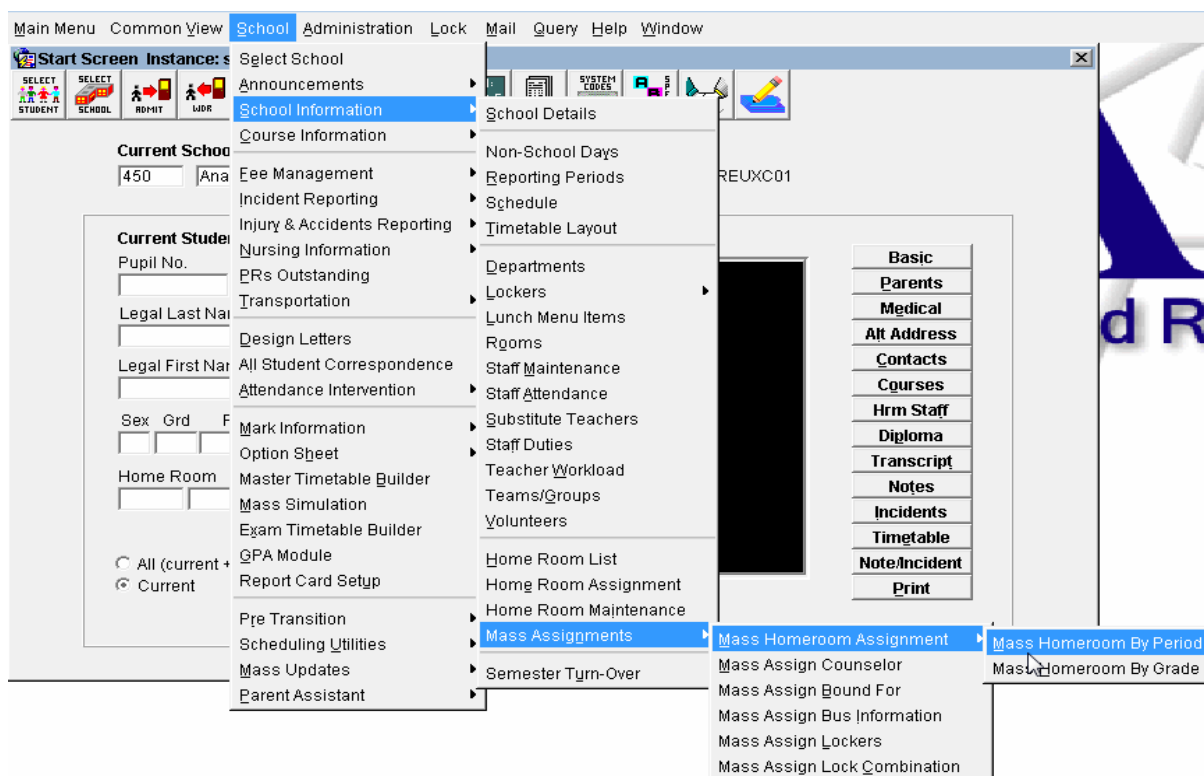 Main Menu Common View School Administration Lock Mail Query Help Window
Start Screen Instance: s
SELECT STUDENT
SELECT SCHOOL
ADMIT
WDR
SYSTEM CODES
Current Schoo
450 Ana
REUXC01
Current Stude
Pupil No.
Legal Last Nar
Legal First Nar
Sex Grd F
Home Room
All (current +
Current
Select School
Announcements
School Information
Course Information
Fee Management
Incident Reporting
Injury & Accidents Reporting
Nursing Information
PRs Outstanding
Transportation
Design Letters
All Student Correspondence
Attendance Intervention
Mark Information
Option Sheet
Master Timetable Builder
Mass Simulation
Exam Timetable Builder
GPA Module
Report Card Setup
Pre Transition
Scheduling Utilities
Mass Updates
Parent Assistant
School Details
Non-School Days
Reporting Periods
Schedule
Timetable Layout
Departments
Lockers
Lunch Menu Items
Rooms
Staff Maintenance
Staff Attendance
Substitute Teachers
Staff Duties
Teacher Workload
Teams/Groups
Volunteers
Home Room List
Home Room Assignment
Home Room Maintenance
Mass Assignments
Semester Turn-Over
Mass Homeroom Assignment
Mass Assign Counselor
Mass Assign Bound For
Mass Assign Bus Information
Mass Assign Lockers
Mass Assign Lock Combination
Mass Homeroom By Period
Mass Homeroom By Grade
Basic
Parents
Medical
Alt Address
Contacts
Courses
Hrm Staff
Diploma
Transcript
Notes
Incidents
Timetable
Note/Incident
Print
d R